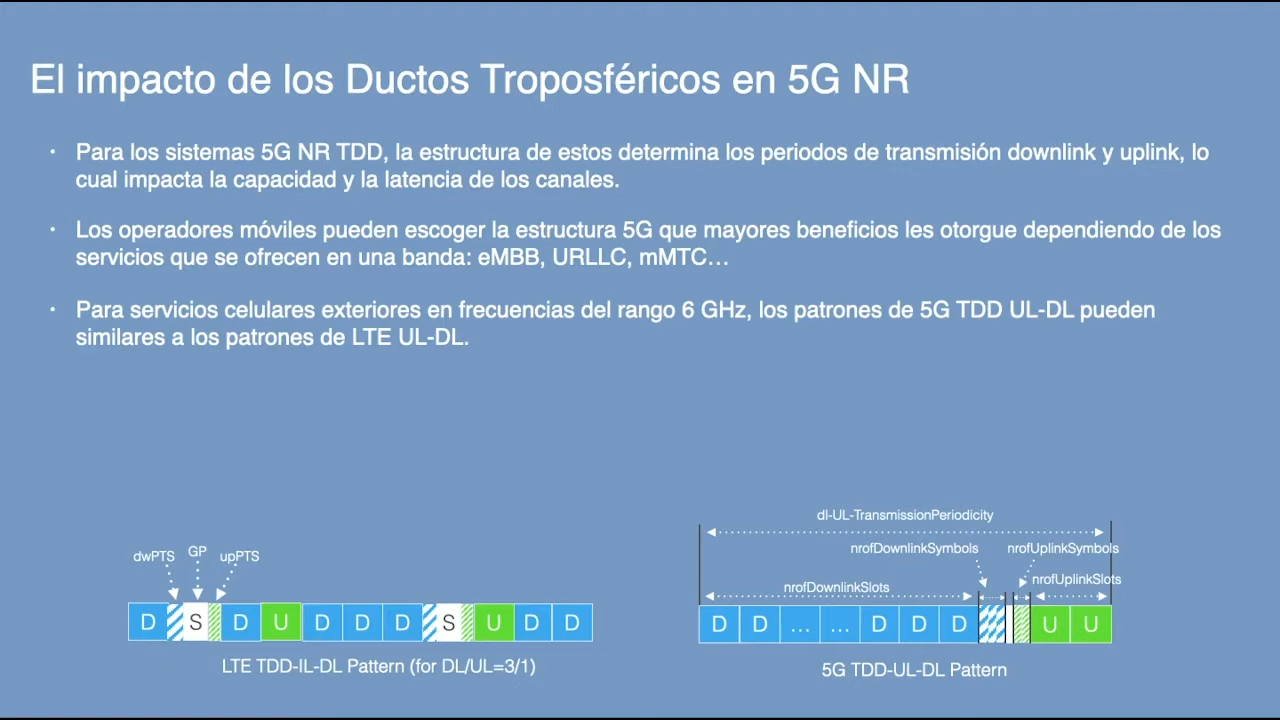 El impacto de los Ductos Troposféricos en 5G NR
• Para los sistemas 5G NR TDD, la estructura de estos determina los periodos de transmisión downlink y uplink, lo
cual impacta la capacidad y la latencia de los canales.
• Los operadores móviles pueden escoger la estructura 5G que mayores beneficios les otorgue dependiendo de los
servicios que se ofrecen en una banda: eMBB, URLLC, mMTC…
• Para servicios celulares exteriores en frecuencias del rango 6 GHz, los patrones de 5G TDD UL-DL pueden
similares a los patrones de LTE UL-DL.
dwPTS GP upPTS
D S D U D D D S U D D
LTE TDD-IL-DL Pattern (for DL/UL=3/1)
dl-UL-TransmissionPeriodicity
nrofDownlinkSymbols nrofUplinkSymbols
nrofDownlinkSlots nrofUplinkSlots
D D … … D D D U U
5G TDD-UL-DL Pattern